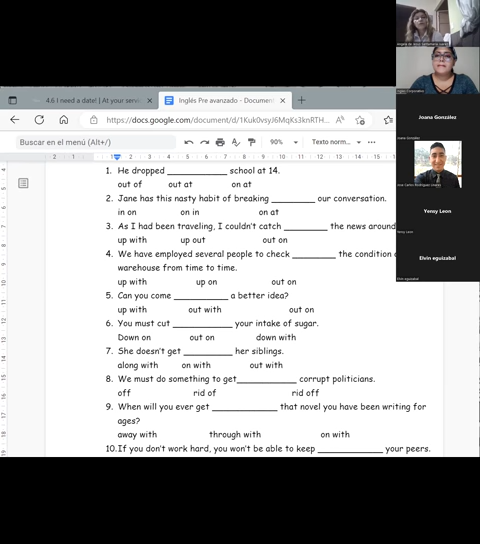 4.6 I need a date! | At your serv
Inglés Pre avanzado - Documen
https://docs.google.com/document/d/1Kuk0vsyJ6MqKs3knRTH...
Buscar en el menú (Alt+/)
90%
Texto norm...
1. He dropped ____________ school at 14.
out of out at on at
2. Jane has this nasty habit of breaking _________ our conversation.
in on on in on at
3. As I had been traveling, I couldn't catch _________ the news around
up with up out out on
4. We have employed several people to check _________ the condition
warehouse from time to time.
up with up on out on
5. Can you come ___________ a better idea?
up with out with out on
6. You must cut ____________ your intake of sugar.
Down on out on down with
7. She doesn't get __________ her siblings.
along with on with out with
8. We must do something to get____________ corrupt politicians.
off rid of rid off
9. When will you ever get _____________ that novel you have been writing for
ages?
away with through with on with
10.If you don't work hard, you won't be able to keep _____________ your peers.
Joana González
Yensy Leon
Yensy Leon
Elvin eguizabal
Elvin eguizabal